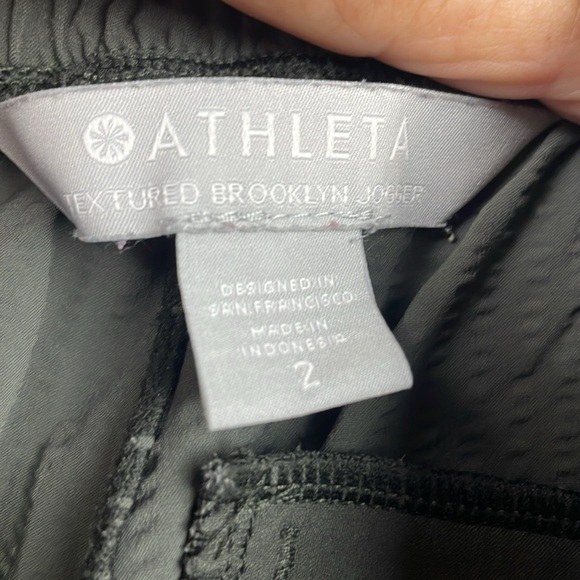 ATHLETA
TEXTURED BROOKLYN JOGGER
DESIGNED IN
SAN FRANCISCO
MADE IN
INDONESIA
2